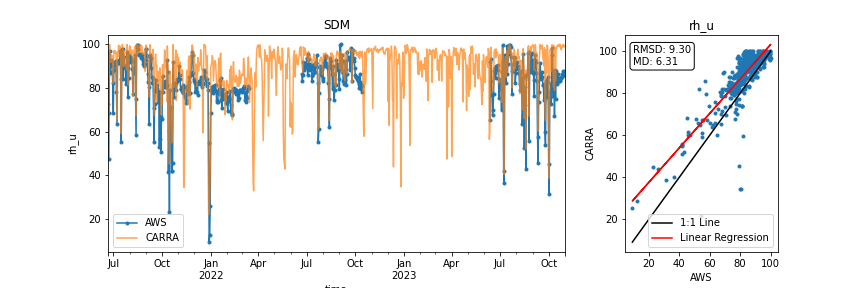 SDM
rh_u
100
80
60
40
20
rh_u
AWS
CARRA
Jul
Oct
Jan
2022
Apr
Jul
Oct
Jan
2023
Apr
Jul
Oct
time
rh_u
RMSD: 9.30
MD: 6.31
CARRA
100
80
60
40
20
1:1 Line
Linear Regression
20
40
60
80
100
AWS